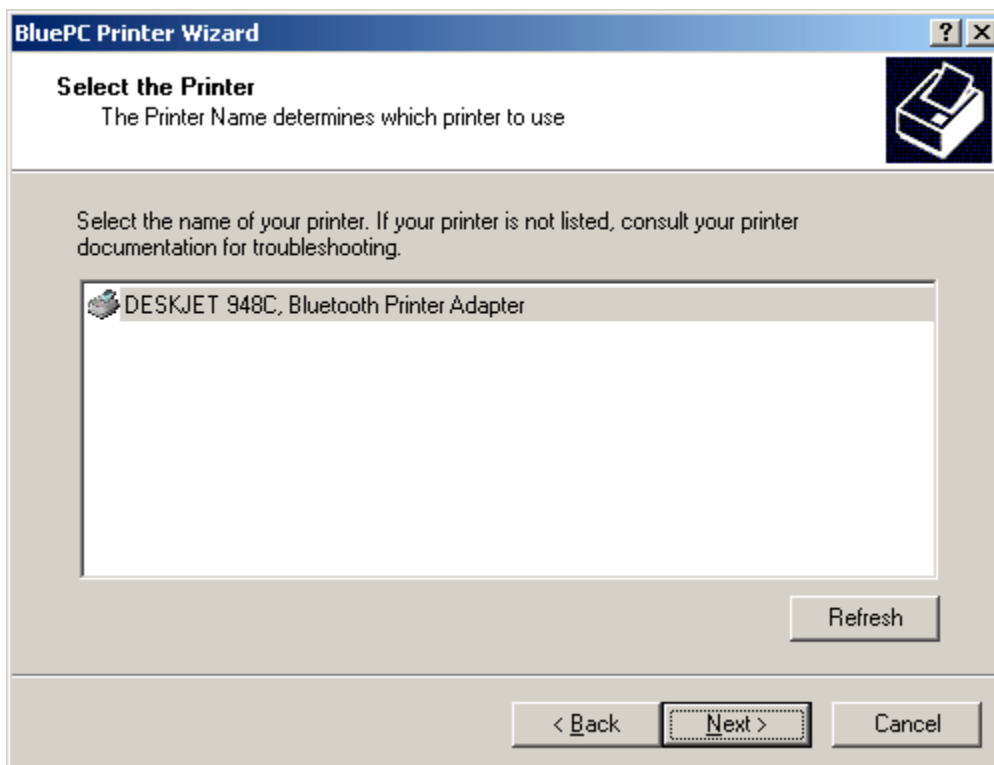 BluePC Printer Wizard
Select the Printer
The Printer Name determines which printer to use
Select the name of your printer. If your printer is not listed, consult your printer
documentation for troubleshooting.
DESKJET 948C, Bluetooth Printer Adapter
Refresh
< Back
Next >
Cancel